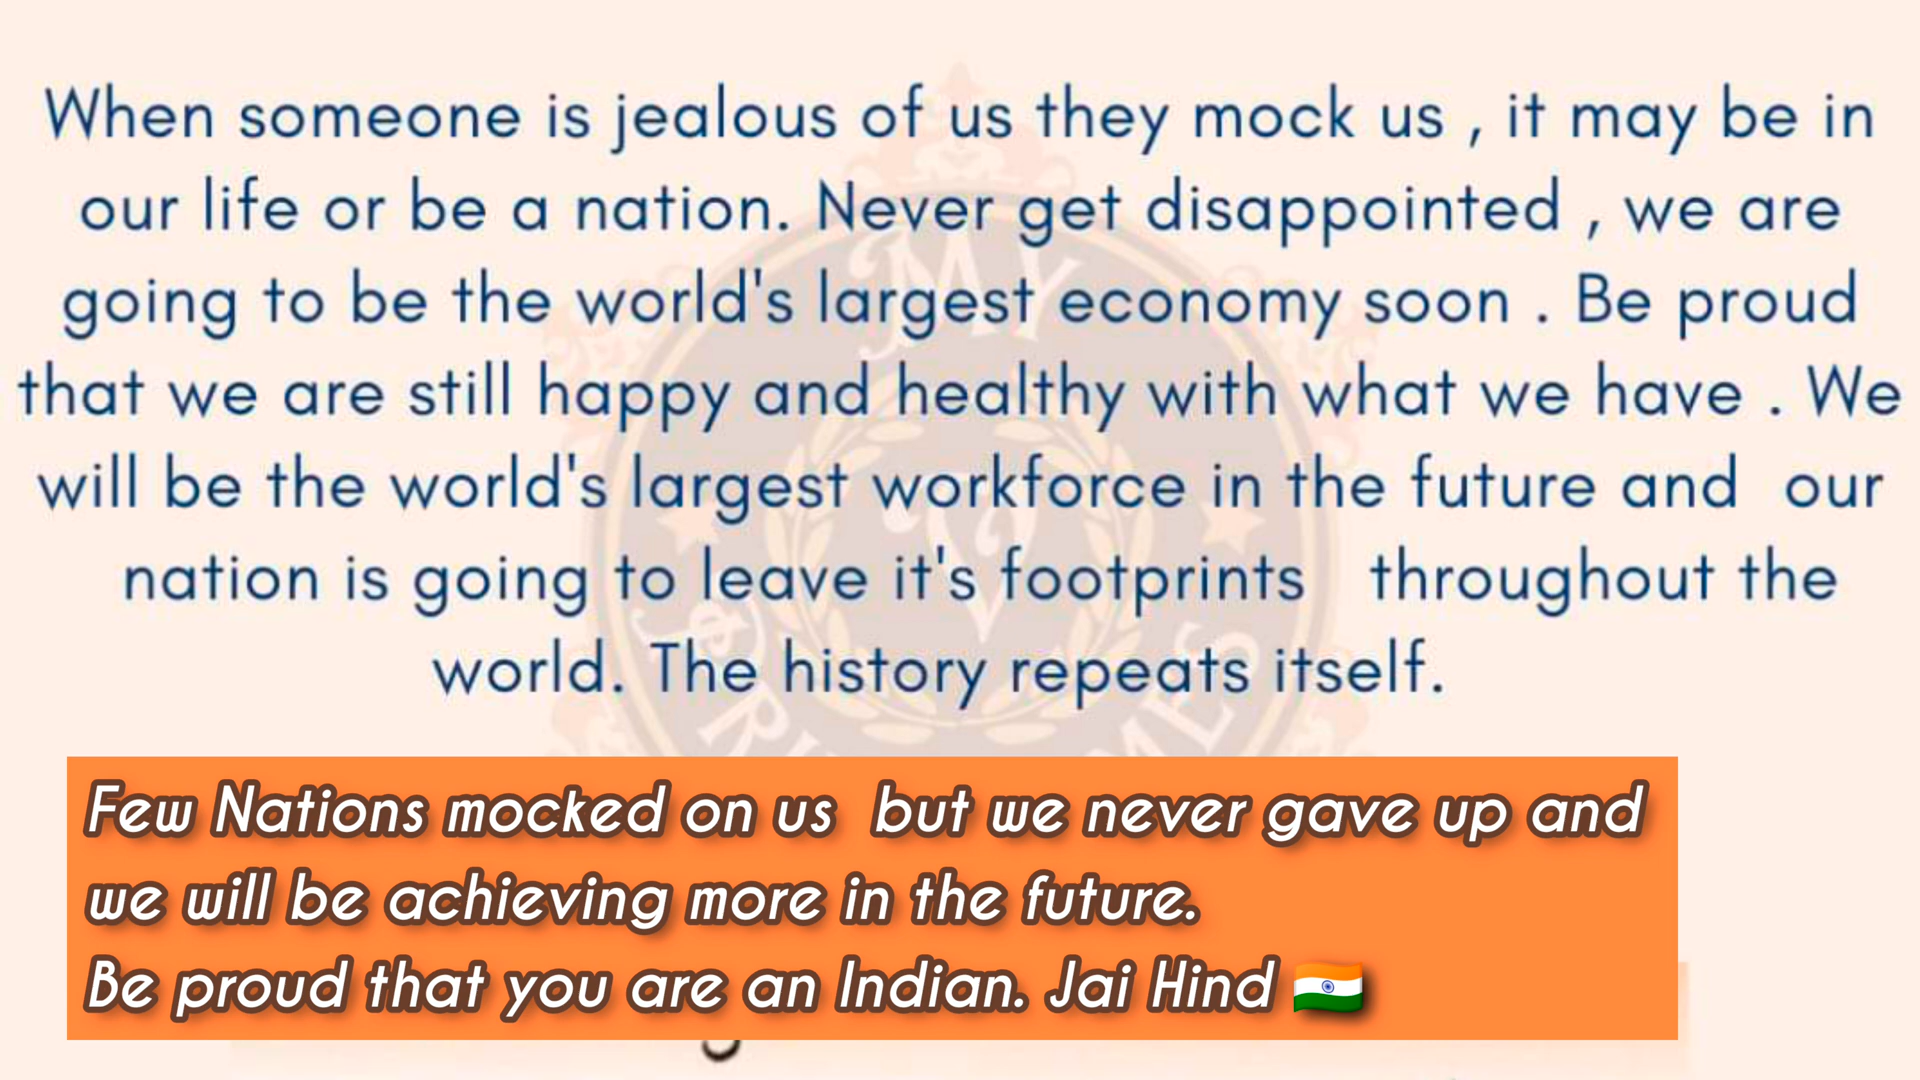 When someone is jealous of us they mock us , it may be in
our life or be a nation. Never get disappointed , we are
going to be the world's largest economy soon . Be proud
that we are still happy and healthy with what we have . We
will be the world's largest workforce in the future and  our
nation is going to leave it's footprints   throughout the
world. The history repeats itself.
MY
V
Few Nations mocked on us  but we never gave up and
we will be achieving more in the future.
Be proud that you are an Indian. Jai Hind 🇮🇳